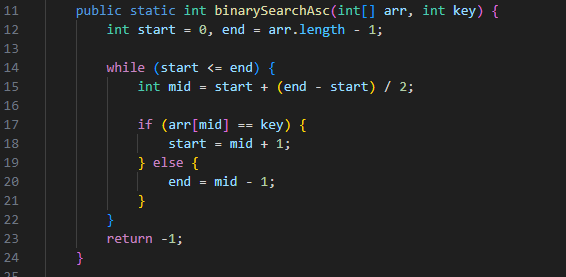 11 public static int binarySearchAsc(int[] arr, int key) {
12 int start = 0, end = arr.length - 1;
13
14 while (start <= end) {
15 int mid = start + (end - start) / 2;
16
17 if (arr[mid] == key) {
18 start = mid + 1;
19 } else {
20 end = mid - 1;
21 }
22 }
23 return -1;
24 }